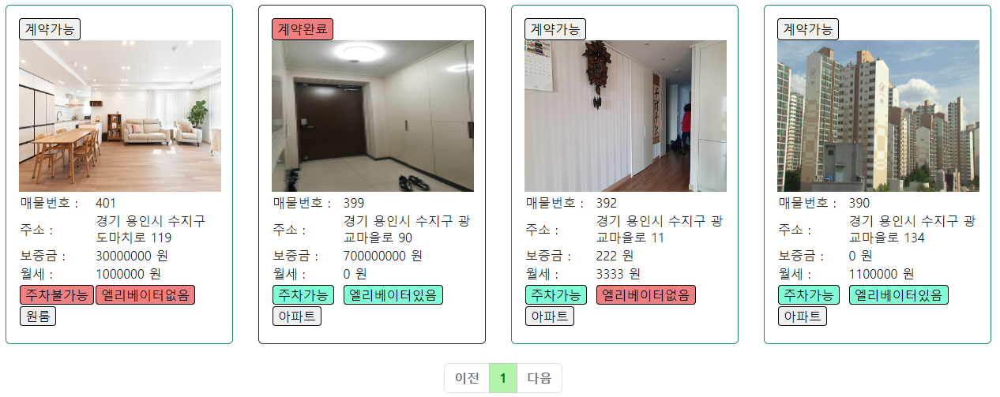 계약가능
매물번호 : 401
주소 : 경기 용인시 수지구
도마치로 119
보증금 : 30000000 원
월세 : 1000000 원
주차불가능 엘리베이터없음
원룸
계약완료
매물번호 : 399
주소 : 경기 용인시 수지구 광
교마을로 90
보증금 : 700000000 원
월세 : 0 원
주차가능 엘리베이터있음
아파트
계약가능
매물번호 : 392
주소 : 경기 용인시 수지구 광
교마을로 11
보증금 : 222 원
월세 : 3333 원
주차가능 엘리베이터없음
아파트
계약가능
매물번호 : 390
주소 : 경기 용인시 수지구 광
교마을로 134
보증금 : 0 원
월세 : 1100000 원
주차가능 엘리베이터있음
아파트
이전 1 다음